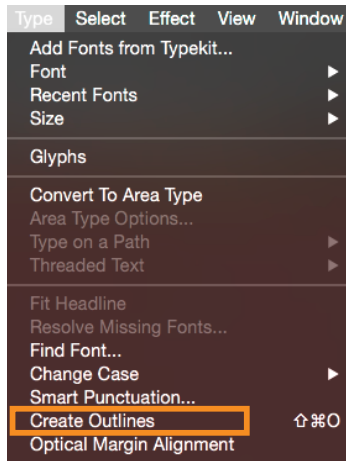 Type Select Effect View Window
Add Fonts from Typekit...
Font
Recent Fonts
Size
Glyphs
Convert To Area Type
Area Type Options...
Type on a Path
Threaded Text
Fit Headline
Resolve Missing Fonts...
Find Font...
Change Case
Smart Punctuation...
Create Outlines ⇧⌘O
Optical Margin Alignment